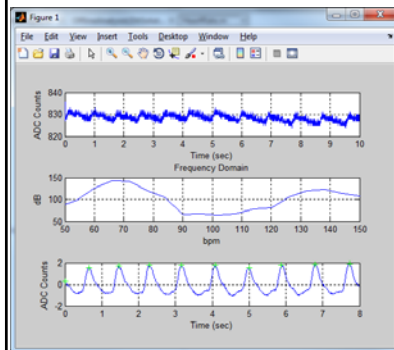 Figure 1
File Edit View Insert Tools Desktop Window Help
840
830
820
ADC Counts
0 1 2 3 4 5 6 7 8 9 10
Time (sec)
Frequency Domain
150
100
50
dB
50 60 70 80 90 100 110 120 130 140 150
bpm
2
0
-2
ADC Counts
0 1 2 3 4 5 6 7 8
Time (sec)